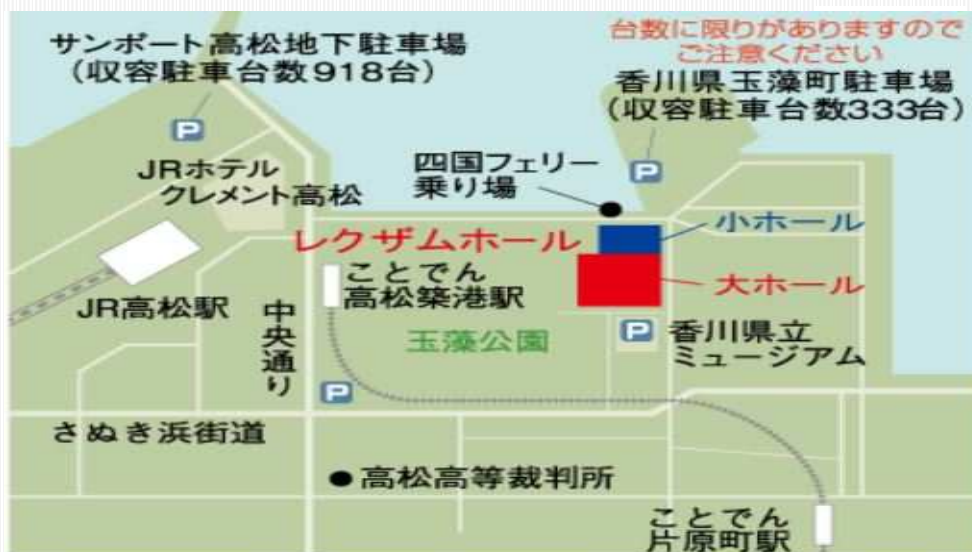 サンポート高松地下駐車場
（収容駐車台数918台）
台数に限りがありますので
ご注意ください
香川県玉藻町駐車場
（収容駐車台数333台）
P
P
JRホテル
クレメント高松
四国フェリー
乗り場
小ホール
レクザムホール
大ホール
ことでん
高松築港駅
JR高松駅
中央通り
玉藻公園
P
香川県立
ミュージアム
P
さぬき浜街道
高松高等裁判所
ことでん
片原町駅